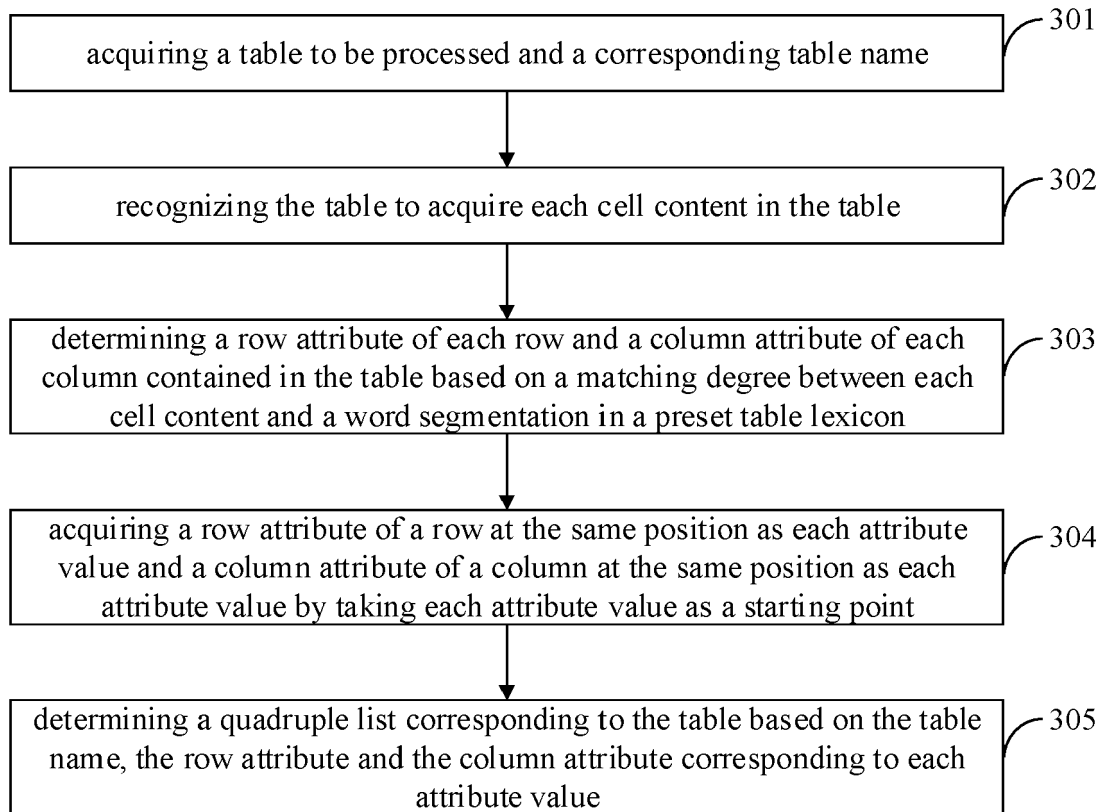 301
acquiring a table to be processed and a corresponding table name
302
recognizing the table to acquire each cell content in the table
303
determining a row attribute of each row and a column attribute of each
column contained in the table based on a matching degree between each
cell content and a word segmentation in a preset table lexicon
304
acquiring a row attribute of a row at the same position as each attribute
value and a column attribute of a column at the same position as each
attribute value by taking each attribute value as a starting point
305
determining a quadruple list corresponding to the table based on the table
name, the row attribute and the column attribute corresponding to each
attribute value